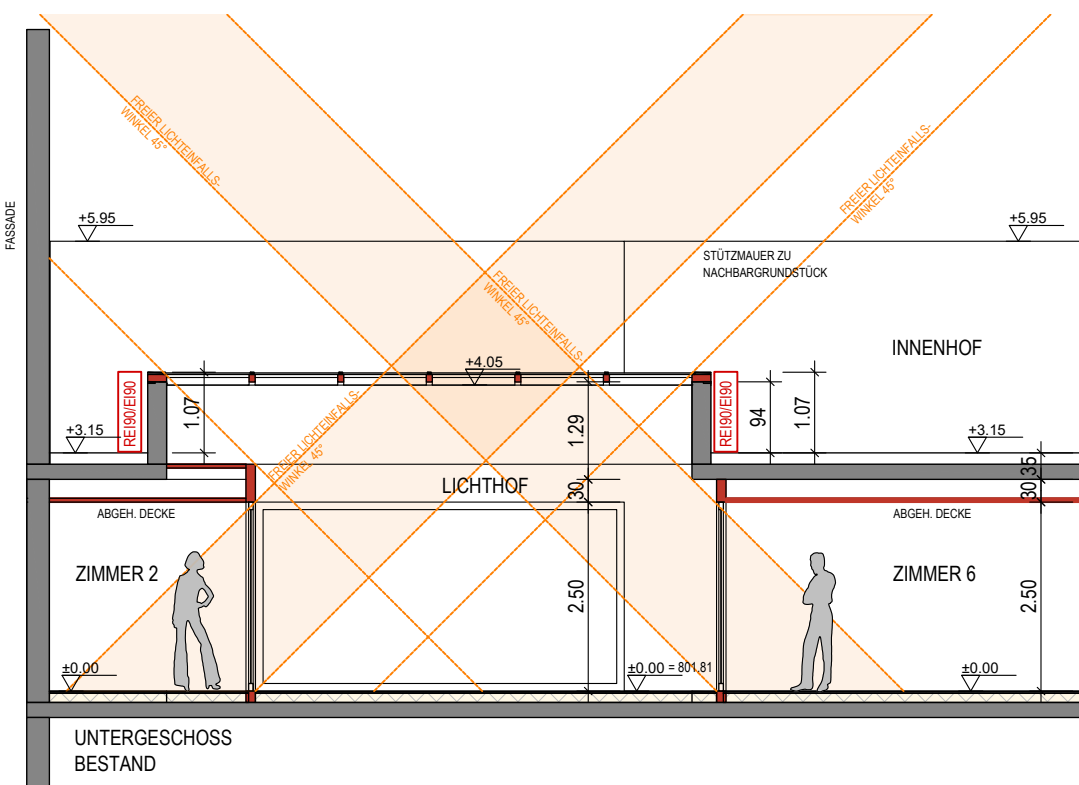 FREIER LICHTEINFALLS-
WINKEL 45°
FREIER LICHTEINFALLS-
WINKEL 45°
FASSADE
+5.95
+5.95
STÜTZMAUER ZU
NACHBARGRUNDSTÜCK
FREIER LICHTEINFALLS-
WINKEL 45°
INNENHOF
+4.05
REI90/EI90
1.07
1.29
REI90/EI90
94
1.07
+3.15
+3.15
FREIER LICHTEINFALLS-
WINKEL 45°
35
LICHTHOF
30
30
ABGEH. DECKE
ABGEH. DECKE
ZIMMER 2
ZIMMER 6
2.50
2.50
±0.00
±0.00 = 801,81
±0.00
UNTERGESCHOSS
BESTAND